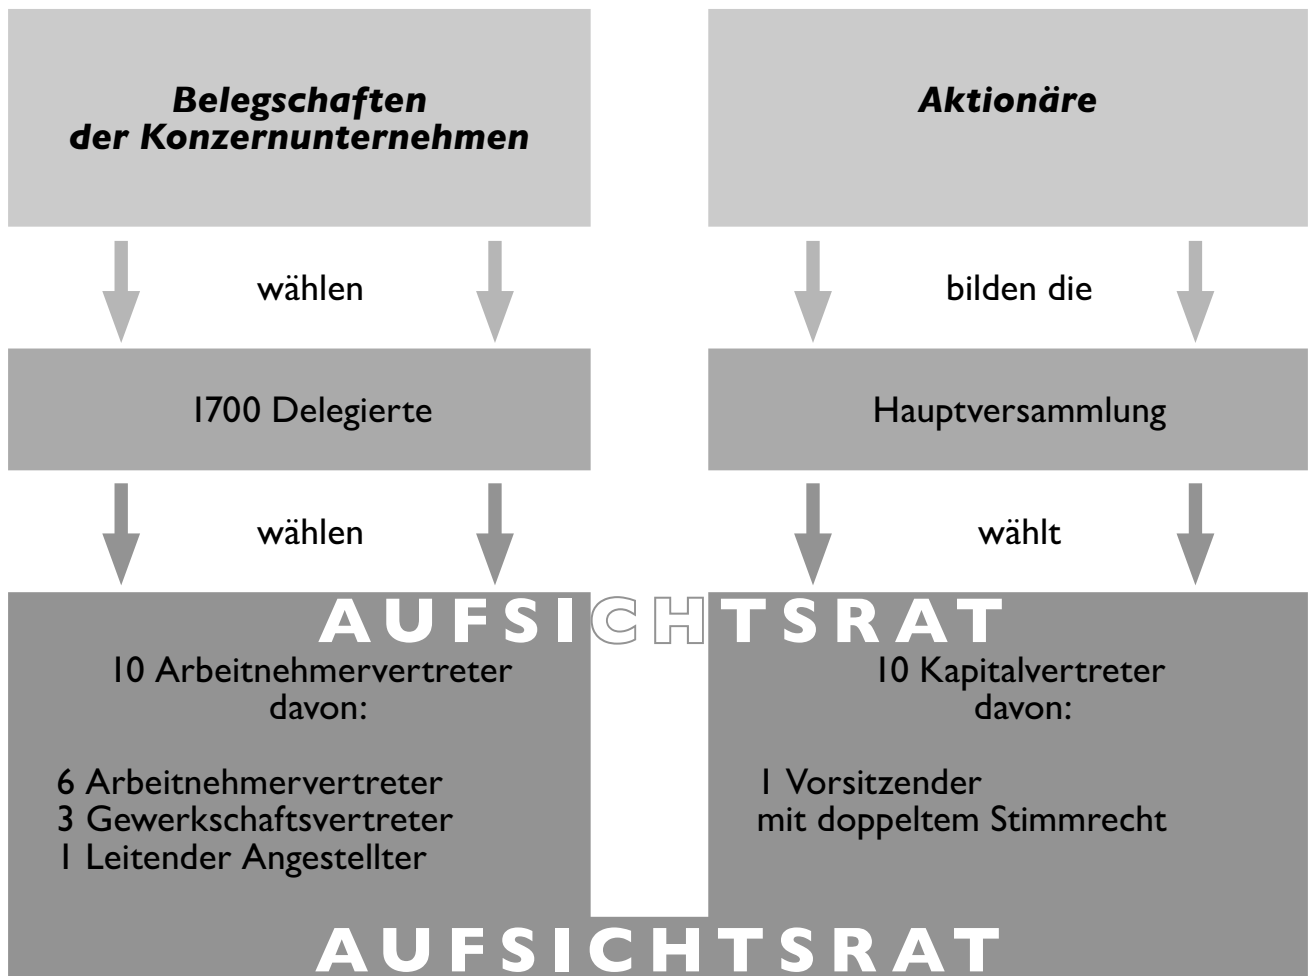 Belegschaften
der Konzernunternehmen
wählen
1700 Delegierte
wählen
Aktionäre
bilden die
Hauptversammlung
wählt
AUFSICHTSRAT
10 Arbeitnehmervertreter
davon:
6 Arbeitnehmervertreter
3 Gewerkschaftsvertreter
1 Leitender Angestellter
10 Kapitalvertreter
davon:
1 Vorsitzender
mit doppeltem Stimmrecht
AUFSICHTSRAT